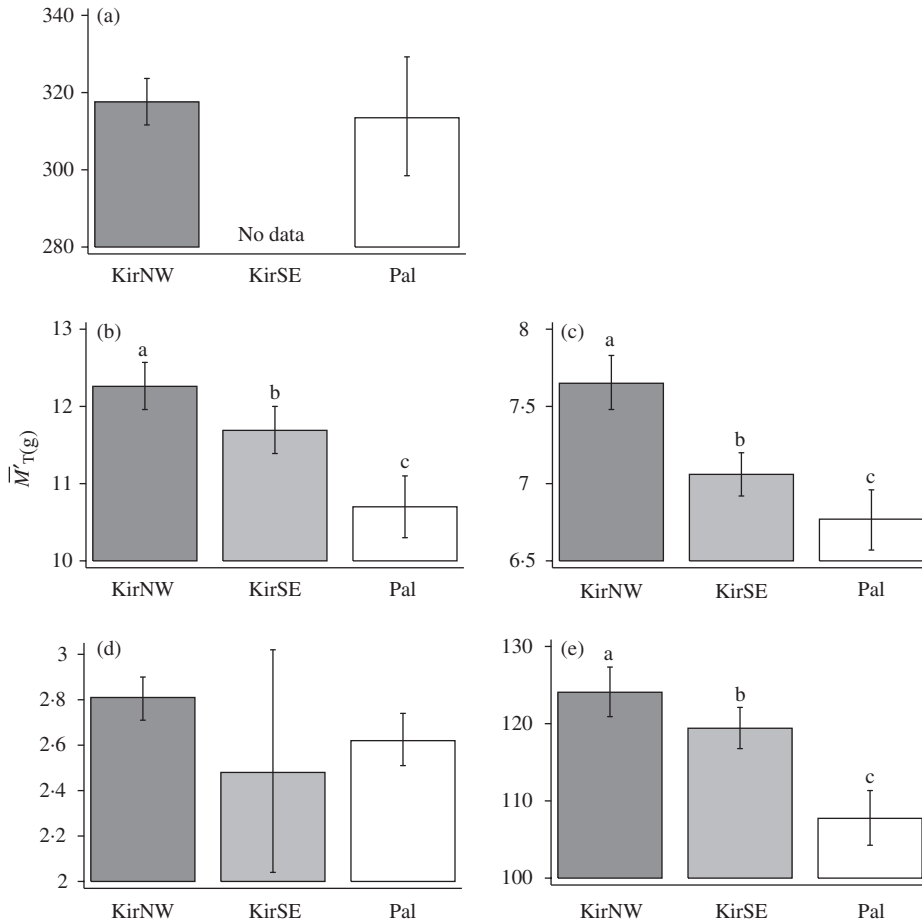 (a)
340
320
300
280
No data
KirNW KirSE Pal
(b)
13
12
11
10
a
b
c
KirNW KirSE Pal
(c)
8
7·5
7
6·5
a
b
c
KirNW KirSE Pal
M̅′T(g)
(d)
3
2·8
2·6
2·4
2·2
2
KirNW KirSE Pal
(e)
130
120
110
100
a
b
c
KirNW KirSE Pal